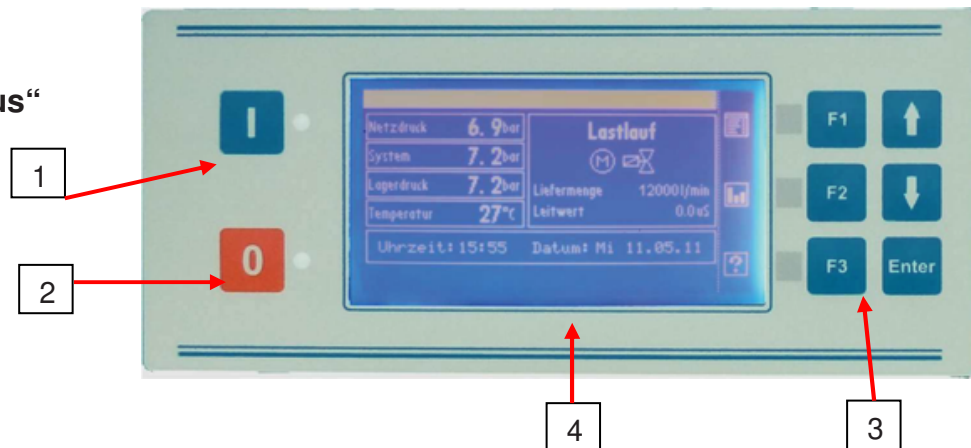 us“
1
2
3
4
I
0
Netzdruck 6.9bar
System 7.2bar
Lagerdruck 7.2bar
Temperatur 27°C
Lastlauf
M
Liefermenge 12000l/min
Leitwert 0.0uS
Uhrzeit:15:55 Datum: Mi 11.05.11
?
F1
F2
F3 Enter